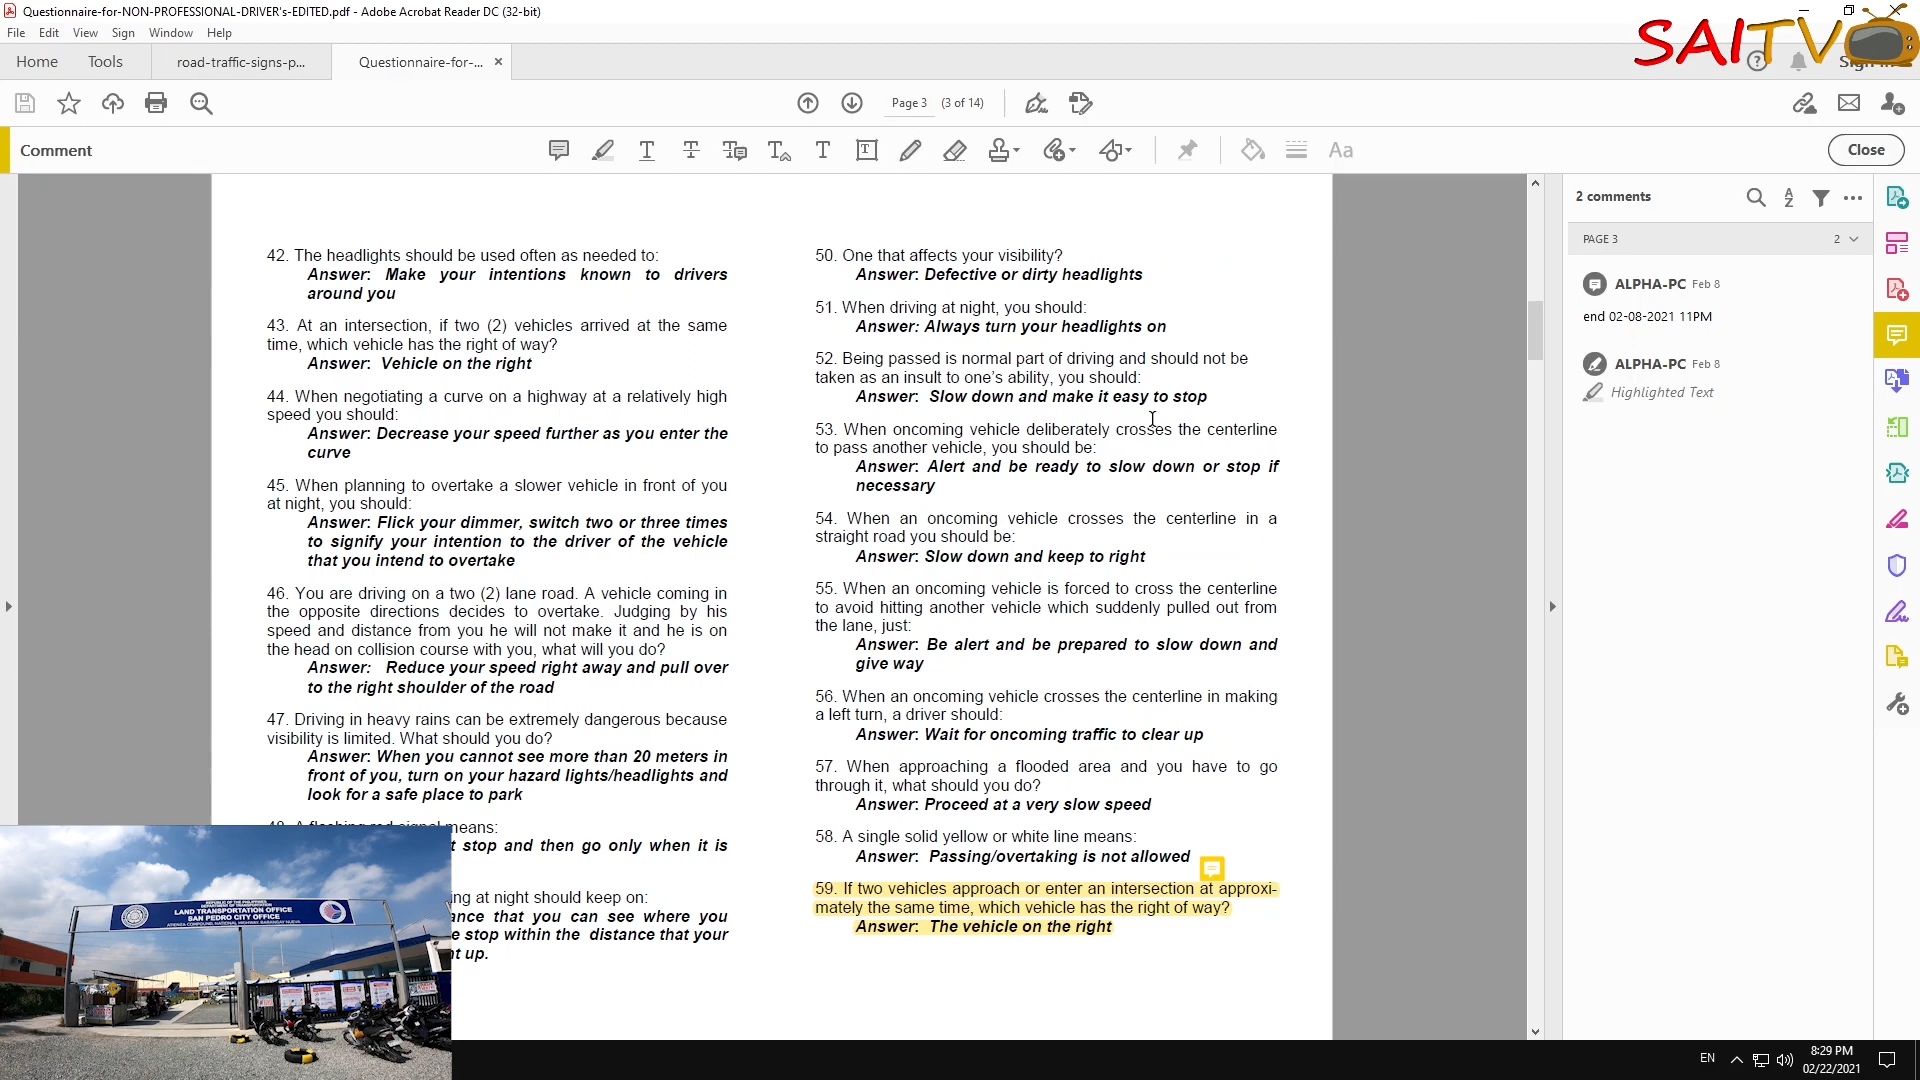 Questionnaire-for-NON-PROFESSIONAL-DRIVER's-EDITED.pdf - Adobe Acrobat Reader DC (32-bit)
SAITV
File Edit View Sign Window Help
Home Tools road-traffic-signs-p... Questionnaire-for-... ×
Page 3 (3 of 14)
Comment
Close
42. The headlights should be used often as needed to:
Answer: Make your intentions known to drivers
around you
43. At an intersection, if two (2) vehicles arrived at the same
time, which vehicle has the right of way?
Answer: Vehicle on the right
44. When negotiating a curve on a highway at a relatively high
speed you should:
Answer: Decrease your speed further as you enter the
curve
45. When planning to overtake a slower vehicle in front of you
at night, you should:
Answer: Flick your dimmer, switch two or three times
to signify your intention to the driver of the vehicle
that you intend to overtake
46. You are driving on a two (2) lane road. A vehicle coming in
the opposite directions decides to overtake. Judging by his
speed and distance from you he will not make it and he is on
the head on collision course with you, what will you do?
Answer: Reduce your speed right away and pull over
to the right shoulder of the road
47. Driving in heavy rains can be extremely dangerous because
visibility is limited. What should you do?
Answer: When you cannot see more than 20 meters in
front of you, turn on your hazard lights/headlights and
look for a safe place to park
means:
t stop and then go only when it is
ng at night should keep on:
ance that you can see where you
e stop within the distance that your
nt up.
50. One that affects your visibility?
Answer: Defective or dirty headlights
51. When driving at night, you should:
Answer: Always turn your headlights on
52. Being passed is normal part of driving and should not be
taken as an insult to one's ability, you should:
Answer: Slow down and make it easy to stop
53. When oncoming vehicle deliberately crosses the centerline
to pass another vehicle, you should be:
Answer: Alert and be ready to slow down or stop if
necessary
54. When an oncoming vehicle crosses the centerline in a
straight road you should be:
Answer: Slow down and keep to right
55. When an oncoming vehicle is forced to cross the centerline
to avoid hitting another vehicle which suddenly pulled out from
the lane, just:
Answer: Be alert and be prepared to slow down and
give way
56. When an oncoming vehicle crosses the centerline in making
a left turn, a driver should:
Answer: Wait for oncoming traffic to clear up
57. When approaching a flooded area and you have to go
through it, what should you do?
Answer: Proceed at a very slow speed
58. A single solid yellow or white line means:
Answer: Passing/overtaking is not allowed
59. If two vehicles approach or enter an intersection at approxi-
mately the same time, which vehicle has the right of way?
Answer: The vehicle on the right
2 comments
PAGE 3 2
ALPHA-PC Feb 8
end 02-08-2021 11PM
ALPHA-PC Feb 8
Highlighted Text
LAND TRANSPORTATION OFFICE
SAN PEDRO CITY OFFICE
EN
8:29 PM
02/22/2021